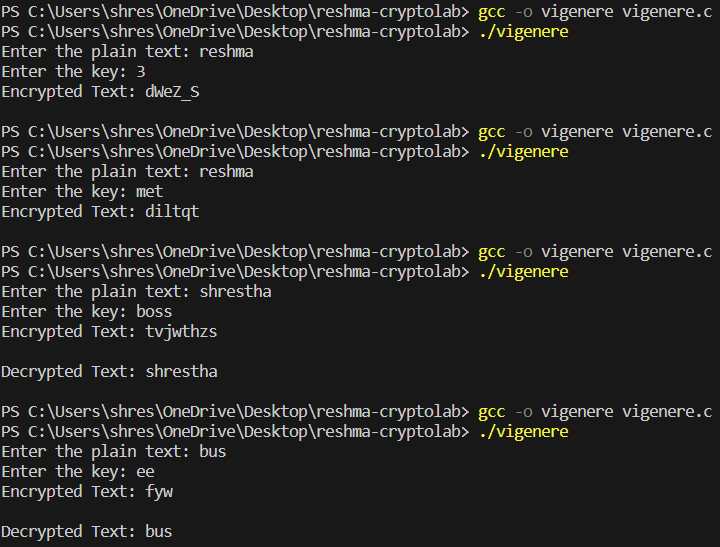 PS C:\Users\shres\OneDrive\Desktop\reshma-cryptolab> gcc -o vigenere vigenere.c
PS C:\Users\shres\OneDrive\Desktop\reshma-cryptolab> ./vigenere
Enter the plain text: reshma
Enter the key: 3
Encrypted Text: dWeZ_S
PS C:\Users\shres\OneDrive\Desktop\reshma-cryptolab> gcc -o vigenere vigenere.c
PS C:\Users\shres\OneDrive\Desktop\reshma-cryptolab> ./vigenere
Enter the plain text: reshma
Enter the key: met
Encrypted Text: diltqt
PS C:\Users\shres\OneDrive\Desktop\reshma-cryptolab> gcc -o vigenere vigenere.c
PS C:\Users\shres\OneDrive\Desktop\reshma-cryptolab> ./vigenere
Enter the plain text: shrestha
Enter the key: boss
Encrypted Text: tvjwthzs
Decrypted Text: shrestha
PS C:\Users\shres\OneDrive\Desktop\reshma-cryptolab> gcc -o vigenere vigenere.c
PS C:\Users\shres\OneDrive\Desktop\reshma-cryptolab> ./vigenere
Enter the plain text: bus
Enter the key: ee
Encrypted Text: fyw
Decrypted Text: bus